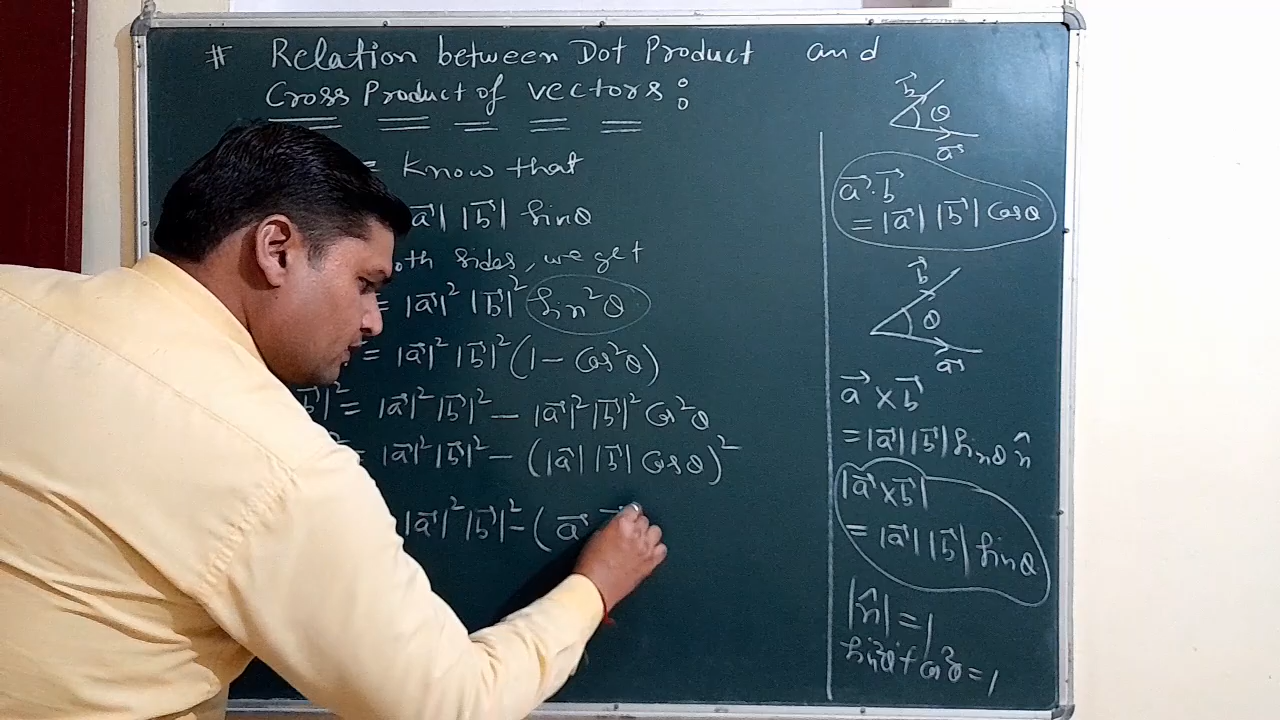 # Relation between Dot Product and
Cross Product of vectors:
= Know that
a⃗| |b⃗| sinθ
oth sides, we get
= |a⃗|² |b⃗|² sin²θ
= |a⃗|² |b⃗|² (1 - cos²θ)
b⃗|² = |a⃗|² |b⃗|² - |a⃗|² |b⃗|² cos²θ
² = |a⃗|² |b⃗|² - (|a⃗| |b⃗| cosθ)²
|a⃗|² |b⃗|² - (a⃗
b⃗
θ
a⃗
a⃗.b⃗
= |a⃗| |b⃗| cosθ
b⃗
θ
a⃗
a⃗ × b⃗
= |a⃗| |b⃗| sinθ n̂
|a⃗ × b⃗|
= |a⃗| |b⃗| sinθ
|n̂| = 1
sin²θ + cos²θ = 1